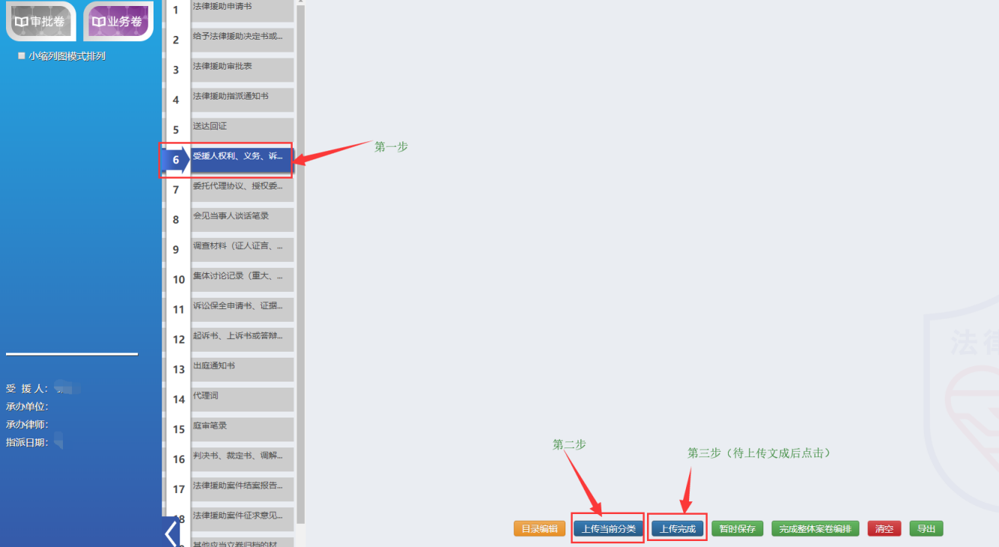 审批卷
业务卷
小缩列图模式排列
受 援 人：
承办单位：
承办律师：
指派日期：
1 法律援助申请书
2 给予法律援助决定书或...
3 法律援助审批表
4 法律援助指派通知书
5 送达回证
6 受援人权利、义务、诉...
7 委托代理协议、授权委...
8 会见当事人谈话笔录
9 调查材料（证人证言、...
10 集体讨论记录（重大、...
11 诉讼保全申请书、证据...
12 起诉书、上诉书或答辩...
13 出庭通知书
14 代理词
15 庭审笔录
16 判决书、裁定书、调解...
17 法律援助案件结案报告...
18 法律援助案件征求意见...
其他应当立卷归档的材
第一步
第二步
第三步（待上传文成后点击）
目录编辑
上传当前分类
上传完成
暂时保存
完成整体案卷编排
清空
导出
法律